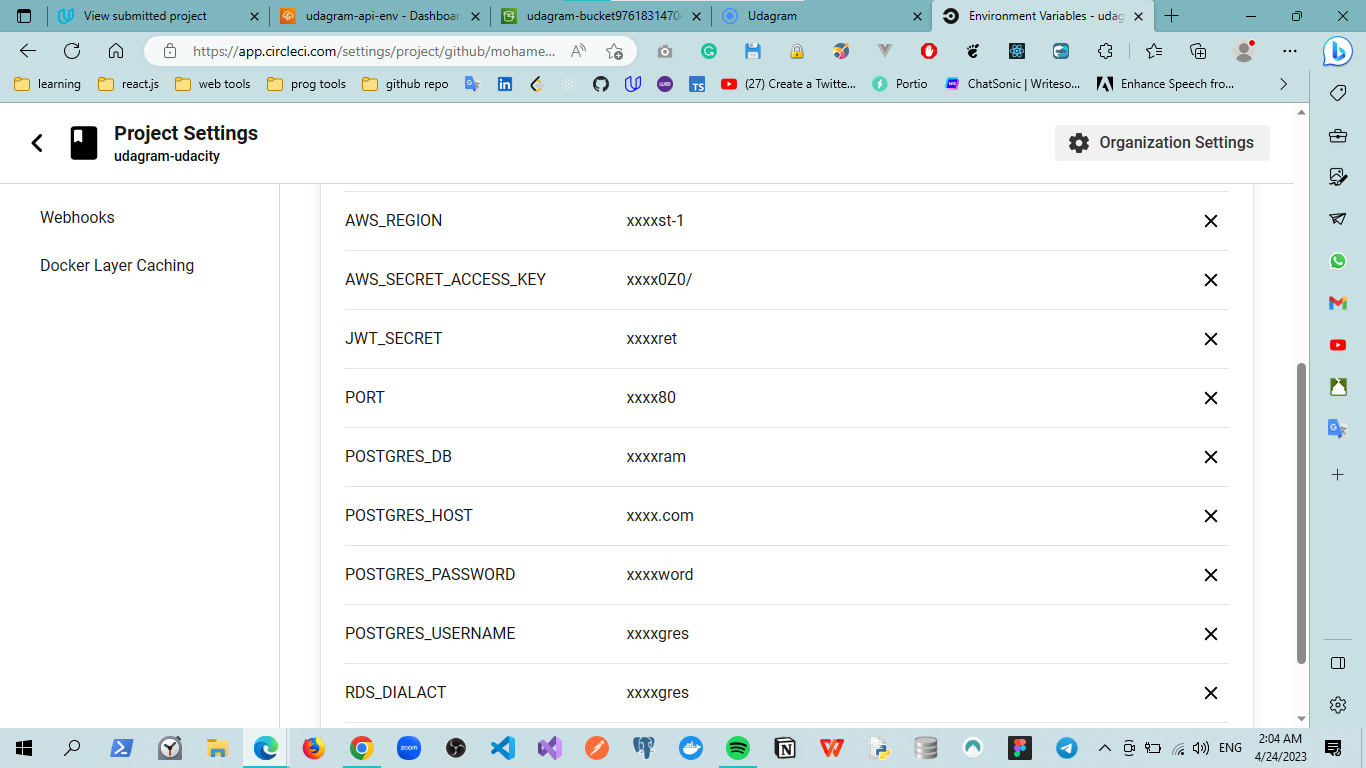 View submitted project
udagram-api-env - Dashboar
udagram-bucket97618314704
Udagram
Environment Variables - udag
https://app.circleci.com/settings/project/github/mohame...
learning
react.js
web tools
prog tools
github repo
(27) Create a Twitte...
Portio
ChatSonic | Writeso...
Enhance Speech fro...
Project Settings
udagram-udacity
Organization Settings
Webhooks
Docker Layer Caching
AWS_REGION xxxxst-1
AWS_SECRET_ACCESS_KEY xxxx0Z0/
JWT_SECRET xxxxret
PORT xxxx80
POSTGRES_DB xxxxram
POSTGRES_HOST xxxx.com
POSTGRES_PASSWORD xxxxword
POSTGRES_USERNAME xxxxgres
RDS_DIALACT xxxxgres
zoom
ENG
2:04 AM
4/24/2023